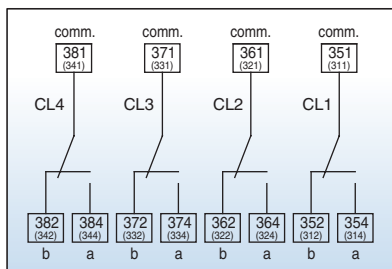 comm. comm. comm. comm.
381 371 361 351
(341) (331) (321) (311)
CL4 CL3 CL2 CL1
382 384 372 374 362 364 352 354
(342) (344) (332) (334) (322) (324) (312) (314)
b a b a b a b a